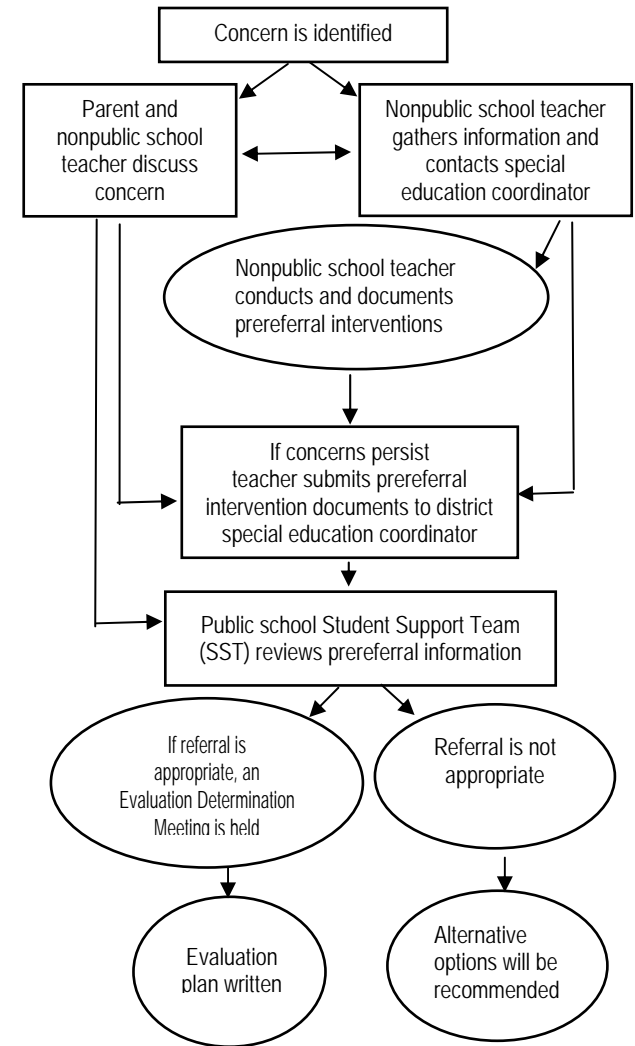 Concern is identified
Parent and
nonpublic school
teacher discuss
concern
Nonpublic school teacher
gathers information and
contacts special
education coordinator
Nonpublic school teacher
conducts and documents
prereferral interventions
If concerns persist
teacher submits prereferral
intervention documents to district
special education coordinator
Public school Student Support Team
(SST) reviews prereferral information
If referral is
appropriate, an
Evaluation Determination
Meeting is held
Referral is not
appropriate
Evaluation
plan written
Alternative
options will be
recommended